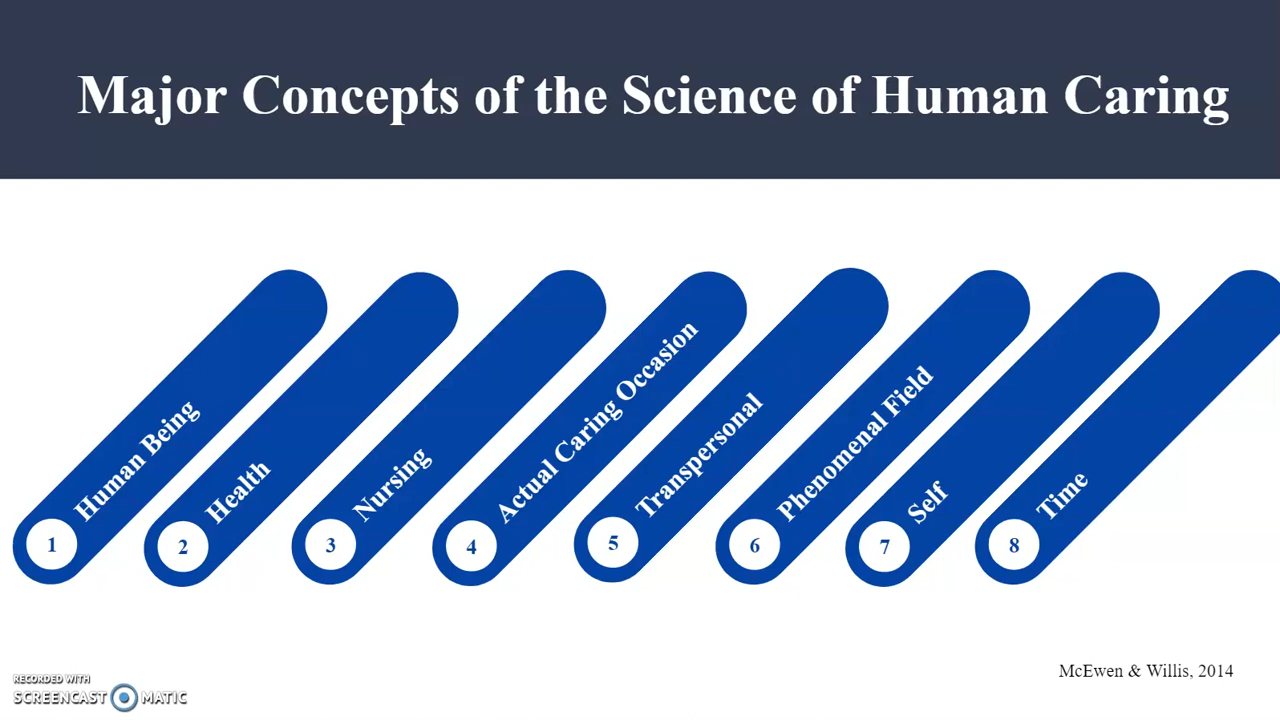 Major Concepts of the Science of Human Caring
1 Human Being
2 Health
3 Nursing
4 Actual Caring Occasion
5 Transpersonal
6 Phenomenal Field
7 Self
8 Time
McEwen & Willis, 2014
RECORDED WITH
SCREENCAST MATIC